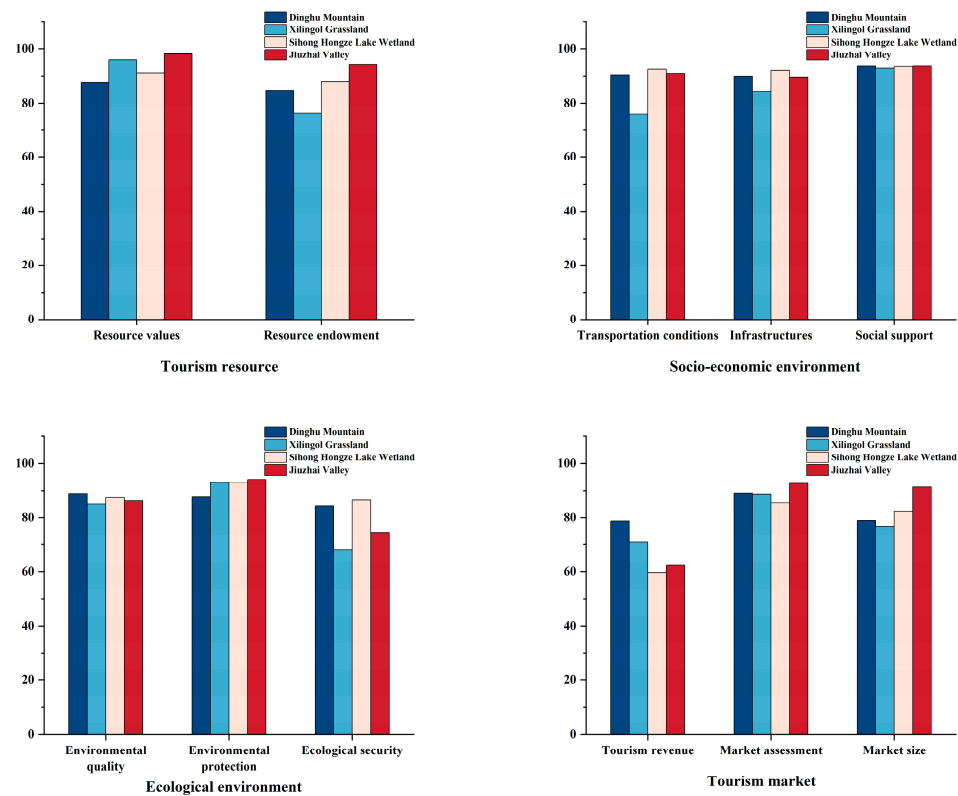 Dinghu Mountain
Xilingol Grassland
Sihong Hongze Lake Wetland
Jiuzhai Valley
100
80
60
40
20
0
Resource values
Resource endowment
Tourism resource
Dinghu Mountain
Xilingol Grassland
Sihong Hongze Lake Wetland
Jiuzhai Valley
100
80
60
40
20
0
Transportation conditions
Infrastructures
Social support
Socio-economic environment
Dinghu Mountain
Xilingol Grassland
Sihong Hongze Lake Wetland
Jiuzhai Valley
100
80
60
40
20
0
Environmental
quality
Environmental
protection
Ecological security
Ecological environment
Dinghu Mountain
Xilingol Grassland
Sihong Hongze Lake Wetland
Jiuzhai Valley
100
80
60
40
20
0
Tourism revenue
Market assessment
Market size
Tourism market